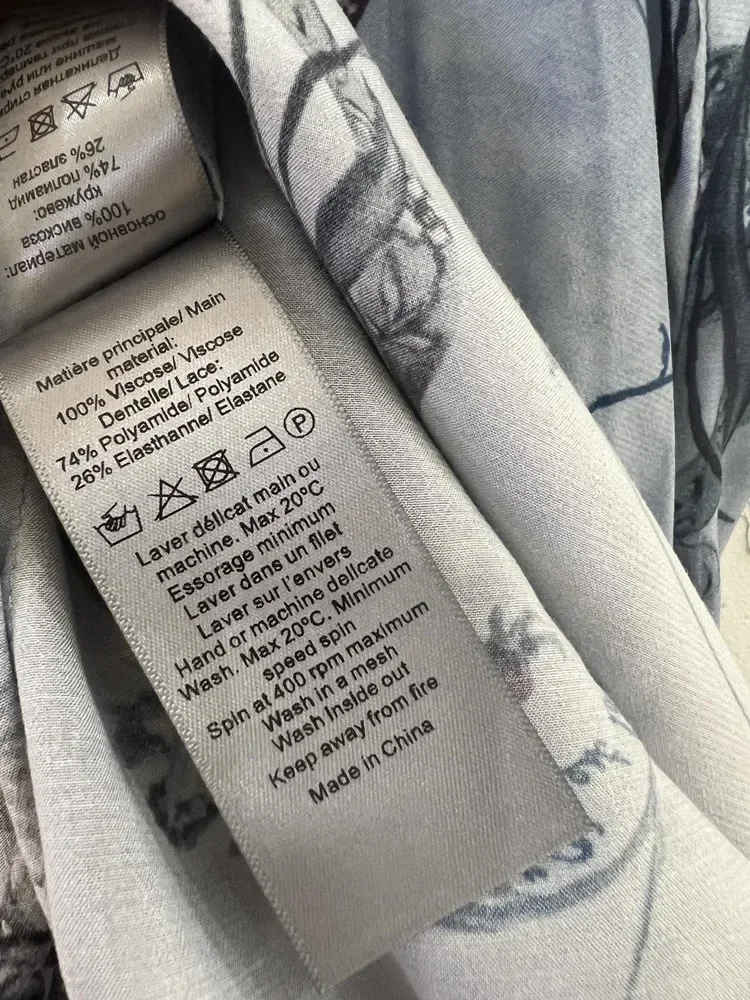 основной материал:
100% вискоза
кружево:
74% полиамид
26% эластан
Деликатная стирка
Matière principale/ Main
material:
100% Viscose/ Viscose
Dentelle/ Lace:
74% Polyamide/ Polyamide
26% Elasthanne/ Elastane
P
Laver délicat main ou
machine. Max 20°C
Essorage minimum
Laver dans un filet
Laver sur l'envers
Hand or machine delicate
Wash. Max 20°C. Minimum
speed spin
Spin at 400 rpm maximum
Wash in a mesh
Wash Inside out
Keep away from fire
Made in China